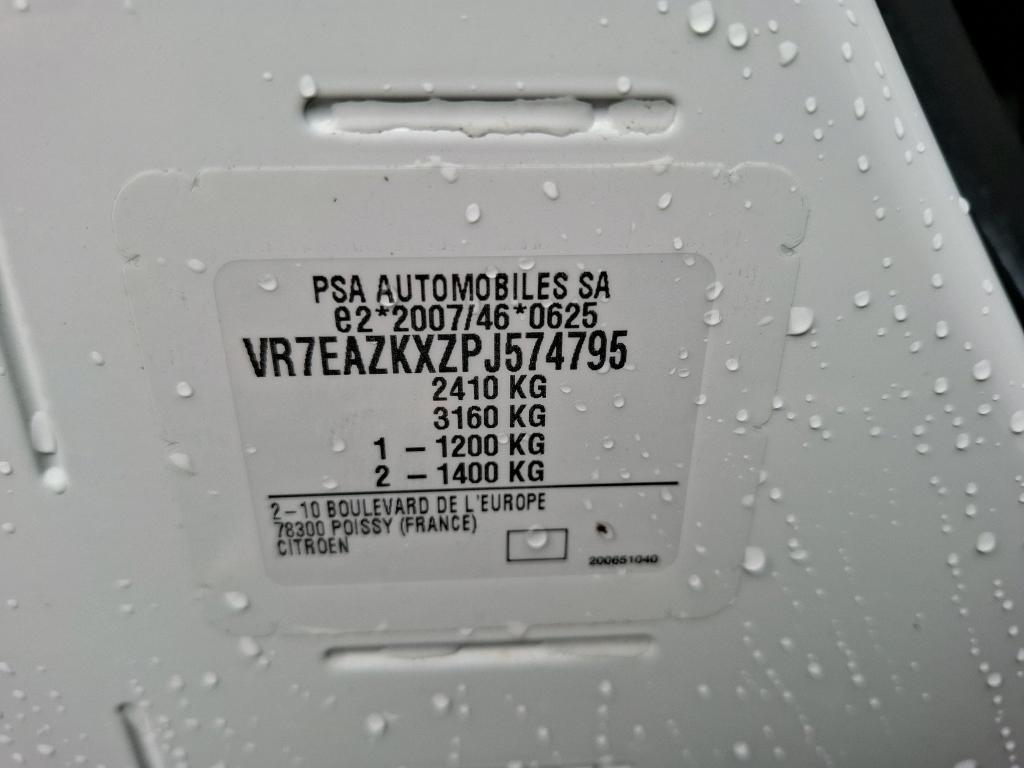 PSA AUTOMOBILES SA
e2*2007/46*0625
VR7EAZKXZPJ574795
2410 KG
3160 KG
1 - 1200 KG
2 - 1400 KG
2-10 BOULEVARD DE L'EUROPE
78300 POISSY (FRANCE)
CITROEN
200651040